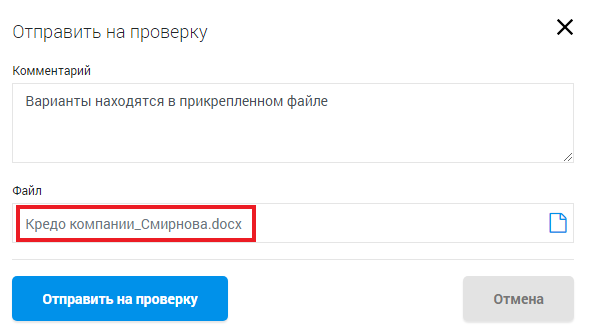 Отправить на проверку
Комментарий
Варианты находятся в прикрепленном файле
Файл
Кредо компании_Смирнова.docx
Отправить на проверку
Отмена